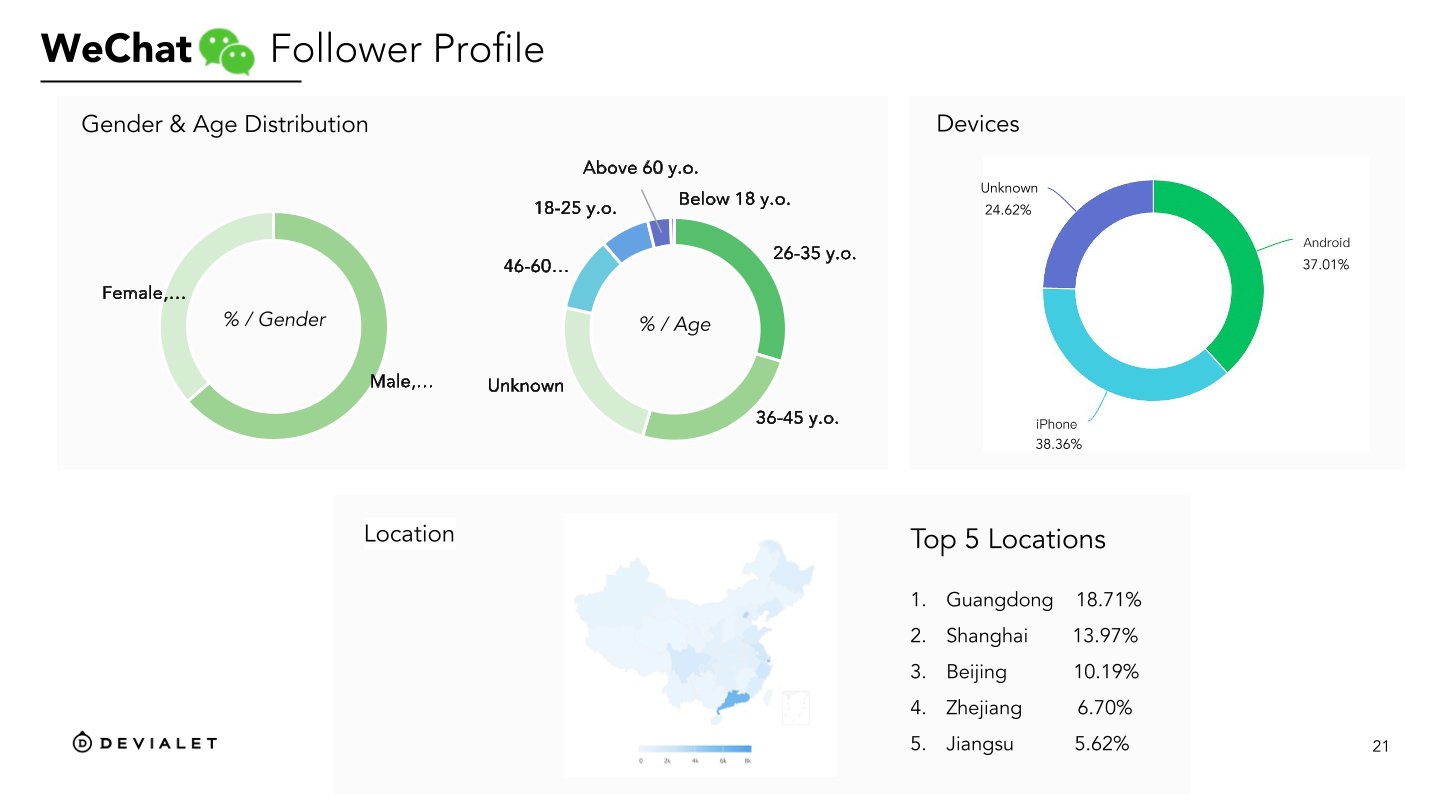 WeChat Follower Profile
Gender & Age Distribution
Female,...
% / Gender
Male,...
Above 60 y.o.
Below 18 y.o.
18-25 y.o.
26-35 y.o.
46-60...
% / Age
Unknown
36-45 y.o.
Devices
Unknown
24.62%
Android
37.01%
iPhone
38.36%
Location
0 2k 4k 6k 8k
Top 5 Locations
1. Guangdong 18.71%
2. Shanghai 13.97%
3. Beijing 10.19%
4. Zhejiang 6.70%
5. Jiangsu 5.62%
DEVIALET
21